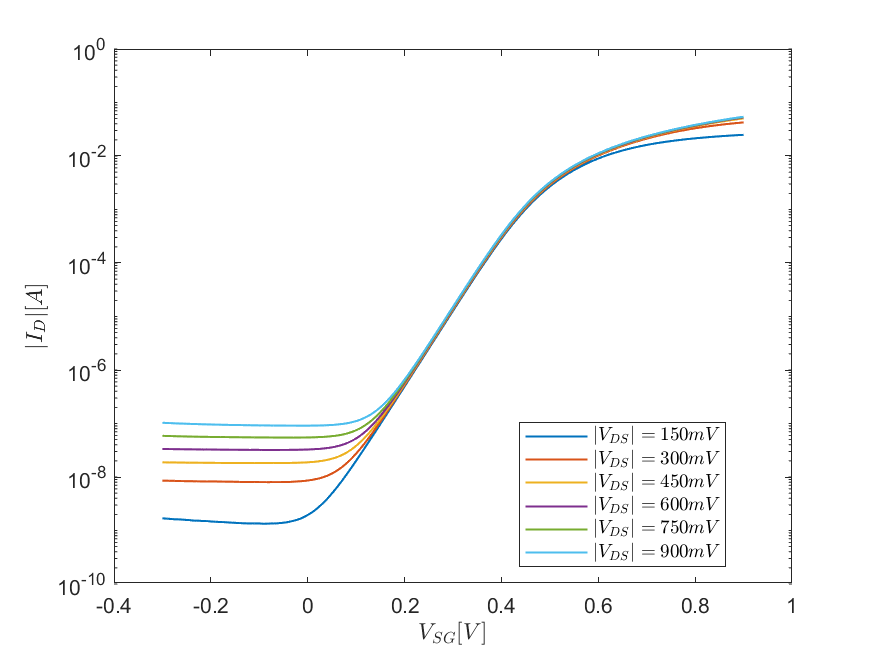 10^0
10^-2
10^-4
10^-6
10^-8
10^-10
|I_D|[A]
|V_DS| = 150mV
|V_DS| = 300mV
|V_DS| = 450mV
|V_DS| = 600mV
|V_DS| = 750mV
|V_DS| = 900mV
-0.4 -0.2 0 0.2 0.4 0.6 0.8 1
V_SG[V]